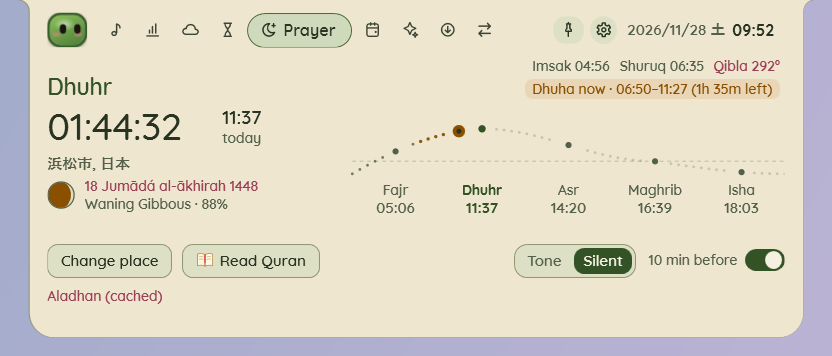 Prayer
2026/11/28 土 09:52
Imsak 04:56 Shuruq 06:35 Qibla 292°
Dhuha now · 06:50–11:27 (1h 35m left)
Dhuhr
01:44:32
11:37
today
浜松市, 日本
18 Jumādá al-ākhirah 1448
Waning Gibbous · 88%
Fajr Dhuhr Asr Maghrib Isha
05:06 11:37 14:20 16:39 18:03
Change place
Read Quran
Tone Silent
10 min before
Aladhan (cached)